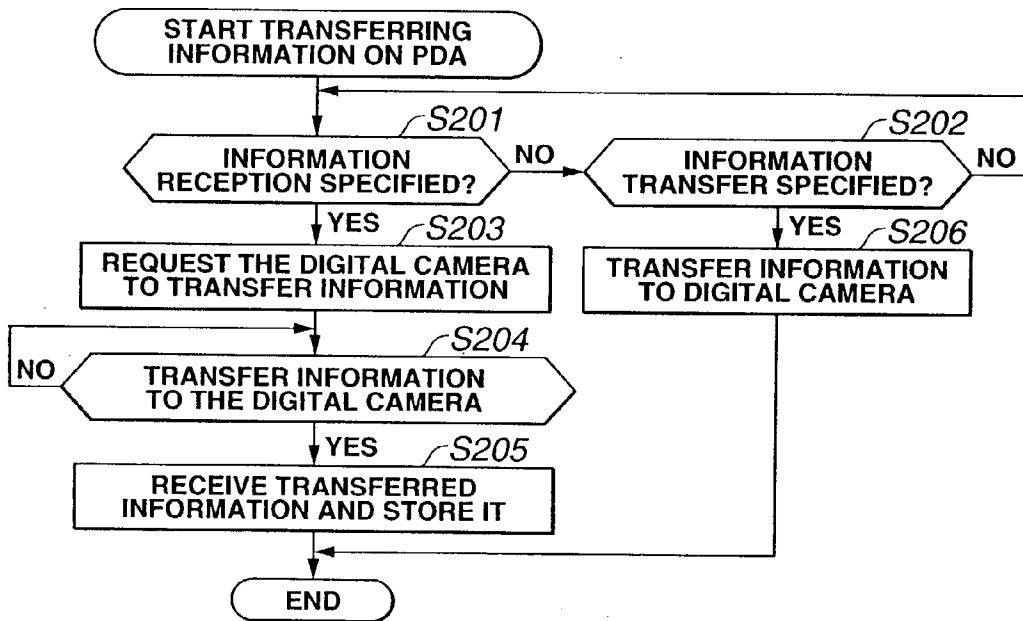 START TRANSFERRING
INFORMATION ON PDA
S201
INFORMATION
RECEPTION SPECIFIED?
NO
S202
INFORMATION
TRANSFER SPECIFIED?
NO
YES
S203
REQUEST THE DIGITAL CAMERA
TO TRANSFER INFORMATION
YES
S206
TRANSFER INFORMATION
TO DIGITAL CAMERA
S204
NO
TRANSFER INFORMATION
TO THE DIGITAL CAMERA
YES
S205
RECEIVE TRANSFERRED
INFORMATION AND STORE IT
END